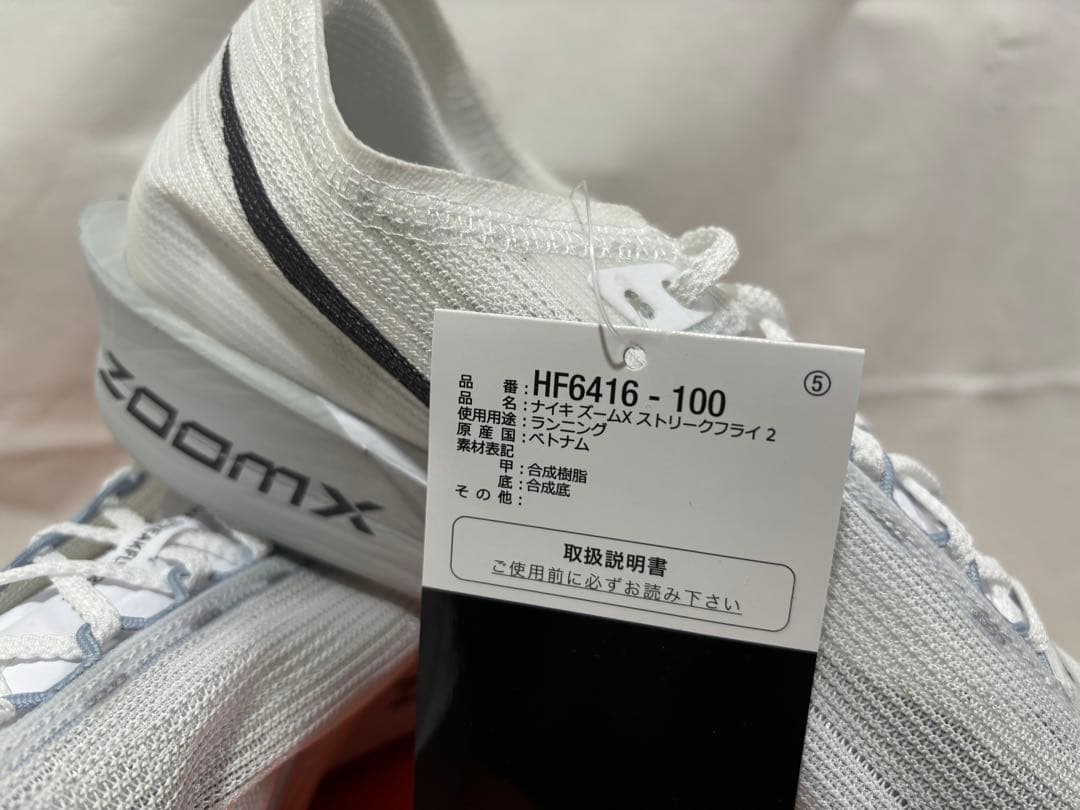 ZOOMX
⑤
品番：HF6416 - 100
品名：ナイキ ズームX ストリークフライ 2
使用用途：ランニング
原産国：ベトナム
素材表記
甲：合成樹脂
底：合成底
その他：
取扱説明書
ご使用前に必ずお読み下さい